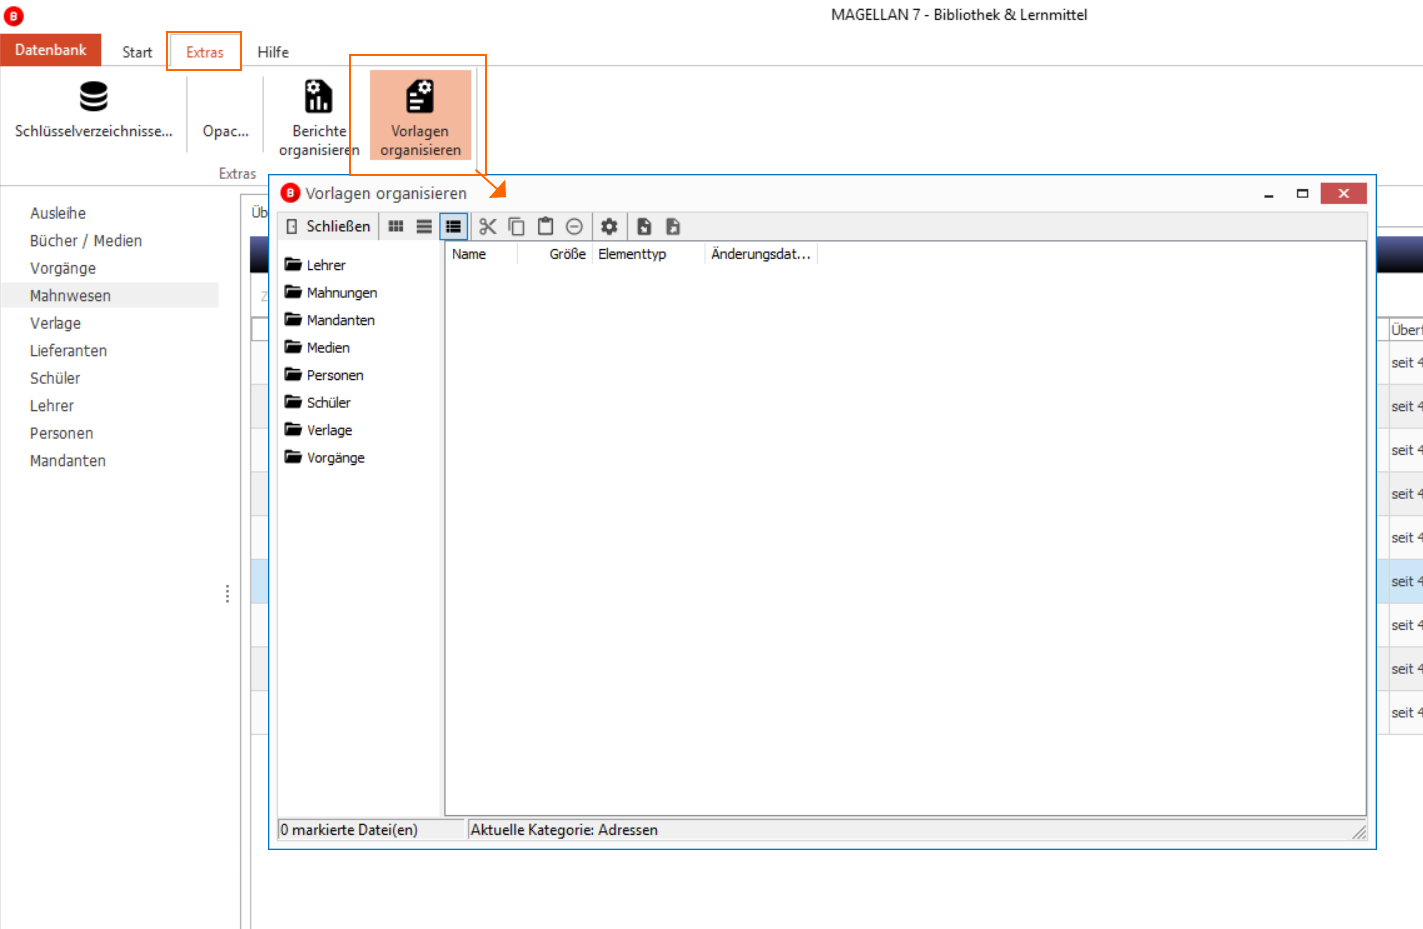 MAGELLAN 7 - Bibliothek & Lernmittel
Datenbank
Start
Extras
Hilfe
Schlüsselverzeichnisse...
Opac...
Berichte
organisieren
Vorlagen
organisieren
Extras
Ausleihe
Bücher / Medien
Vorgänge
Mahnwesen
Verlage
Lieferanten
Schüler
Lehrer
Personen
Mandanten
Vorlagen organisieren
Schließen
Name
Größe
Elementtyp
Änderungsdat...
Lehrer
Mahnungen
Mandanten
Medien
Personen
Schüler
Verlage
Vorgänge
0 markierte Datei(en)
Aktuelle Kategorie: Adressen
seit 4
seit 4
seit 4
seit 4
seit 4
seit 4
seit 4
seit 4
seit 4